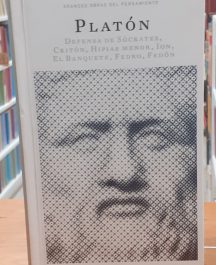 GRANDES OBRAS DEL PENSAMIENTO
PLATÓN
DEFENSA DE SÓCRATES,
CRITÓN, HIPIAS MENOR, ION,
EL BANQUETE, FEDRO, FEDÓN